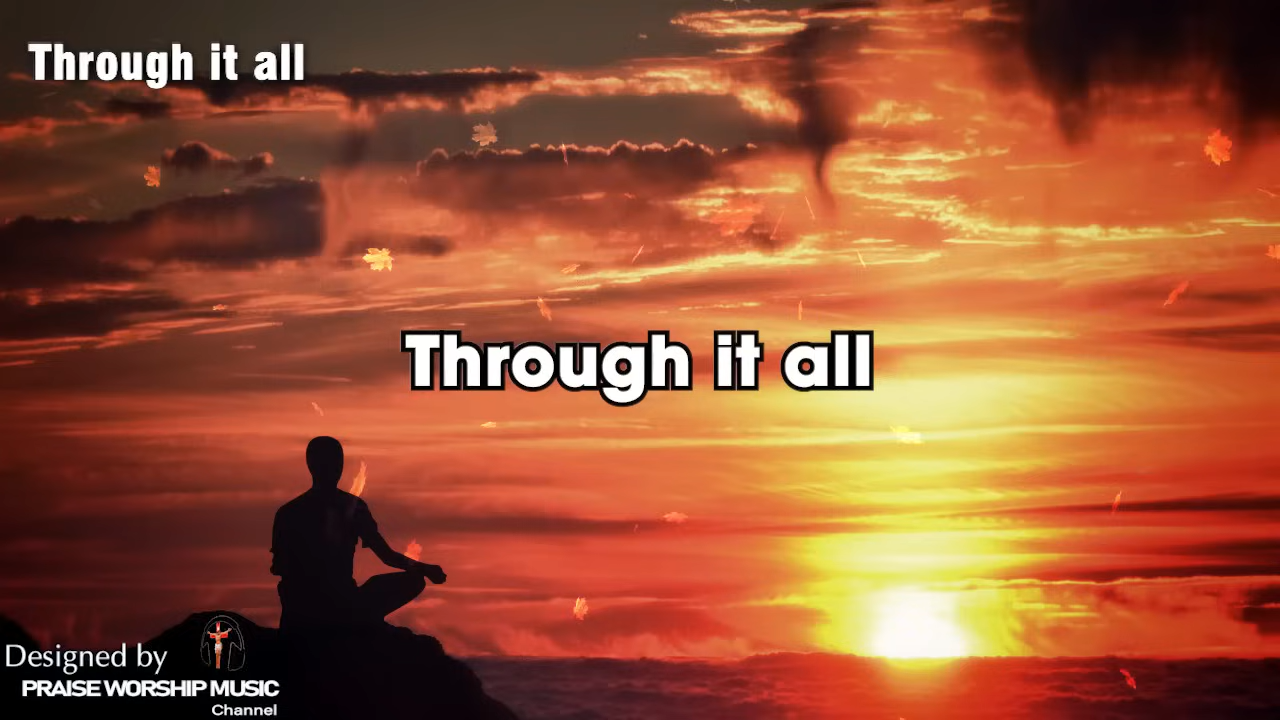 Through it all
Through it all
Designed by
PRAISE WORSHIP MUSIC
Channel